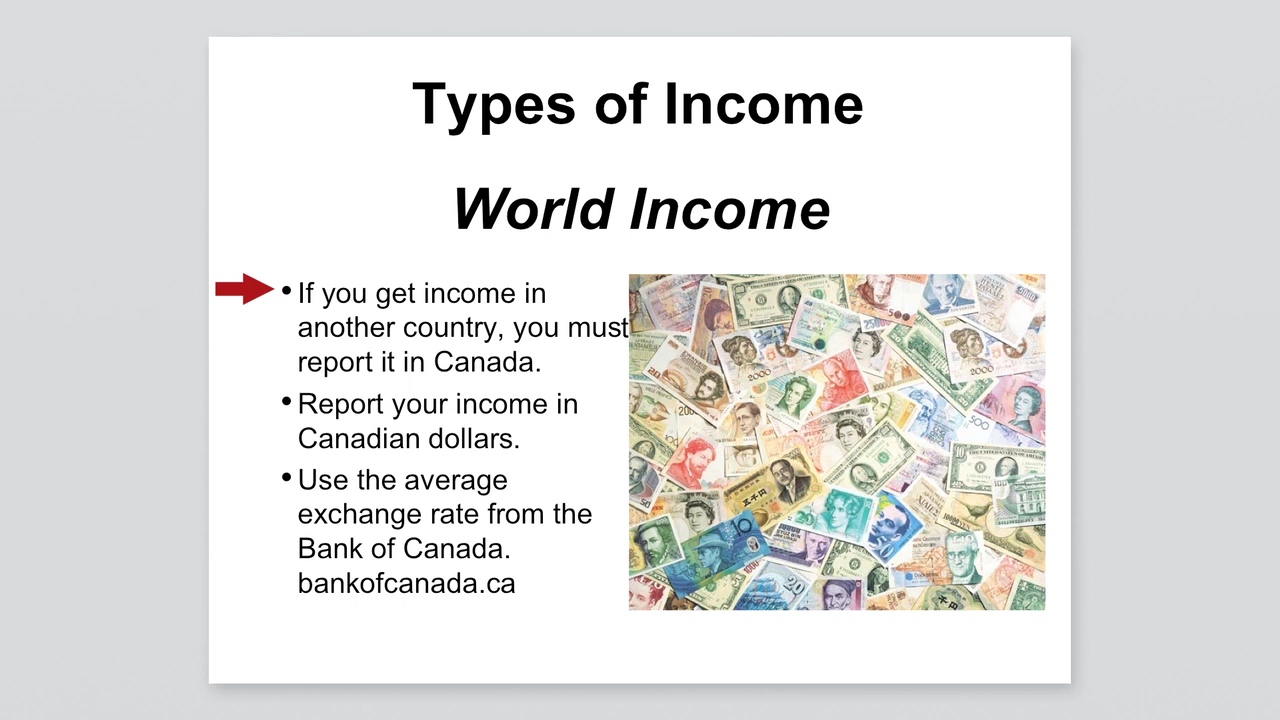 Types of Income
World Income
• If you get income in
another country, you must
report it in Canada.
• Report your income in
Canadian dollars.
• Use the average
exchange rate from the
Bank of Canada.
bankofcanada.ca